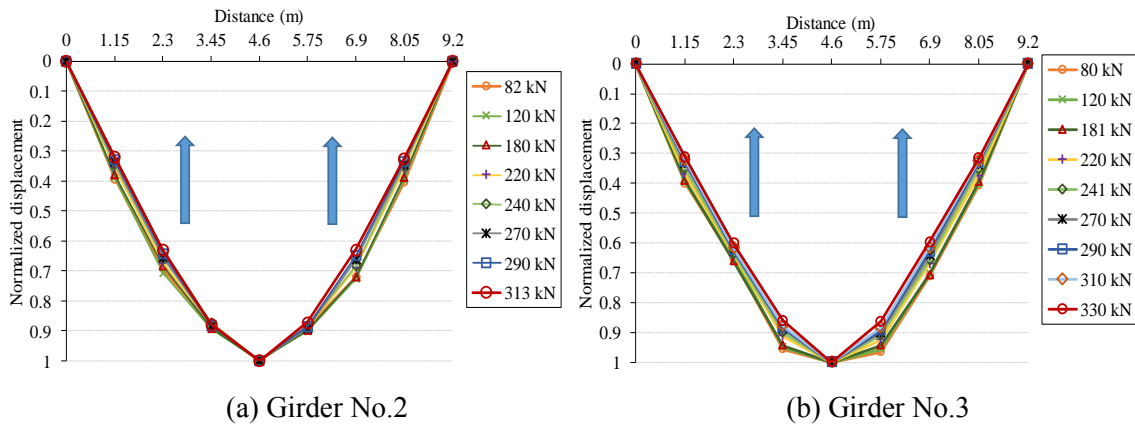 Distance (m)
0 1.15 2.3 3.45 4.6 5.75 6.9 8.05 9.2
Normalized displacement
0
0.1
0.2
0.3
0.4
0.5
0.6
0.7
0.8
0.9
1
82 kN
120 kN
180 kN
220 kN
240 kN
270 kN
290 kN
313 kN
(a) Girder No.2
Distance (m)
0 1.15 2.3 3.45 4.6 5.75 6.9 8.05 9.2
Normalized displacement
0
0.1
0.2
0.3
0.4
0.5
0.6
0.7
0.8
0.9
1
80 kN
120 kN
181 kN
220 kN
241 kN
270 kN
290 kN
310 kN
330 kN
(b) Girder No.3